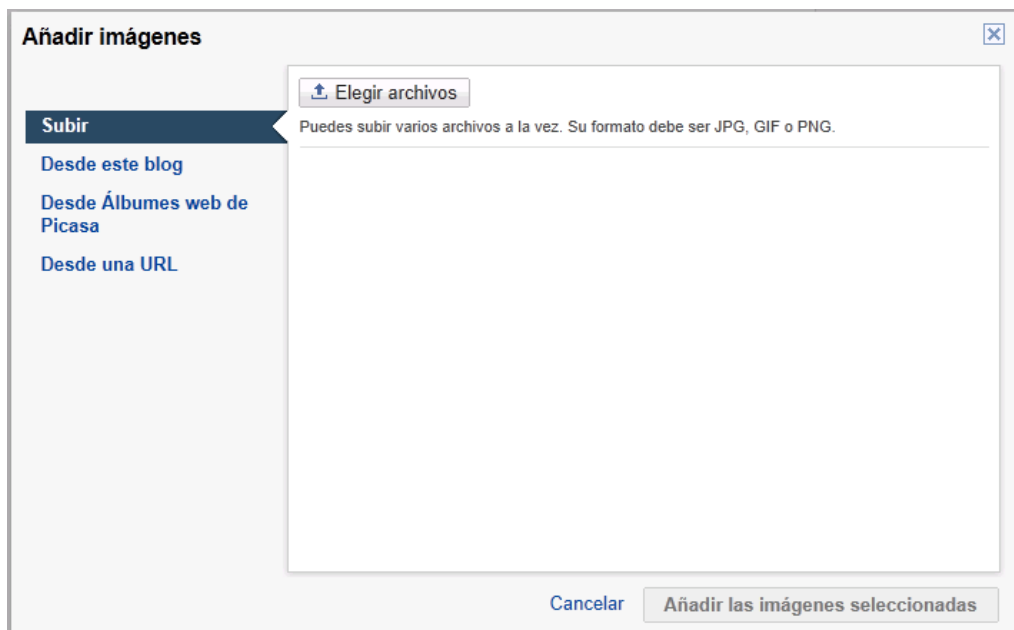 Añadir imágenes
Elegir archivos
Puedes subir varios archivos a la vez. Su formato debe ser JPG, GIF o PNG.
Subir
Desde este blog
Desde Álbumes web de
Picasa
Desde una URL
Cancelar
Añadir las imágenes seleccionadas